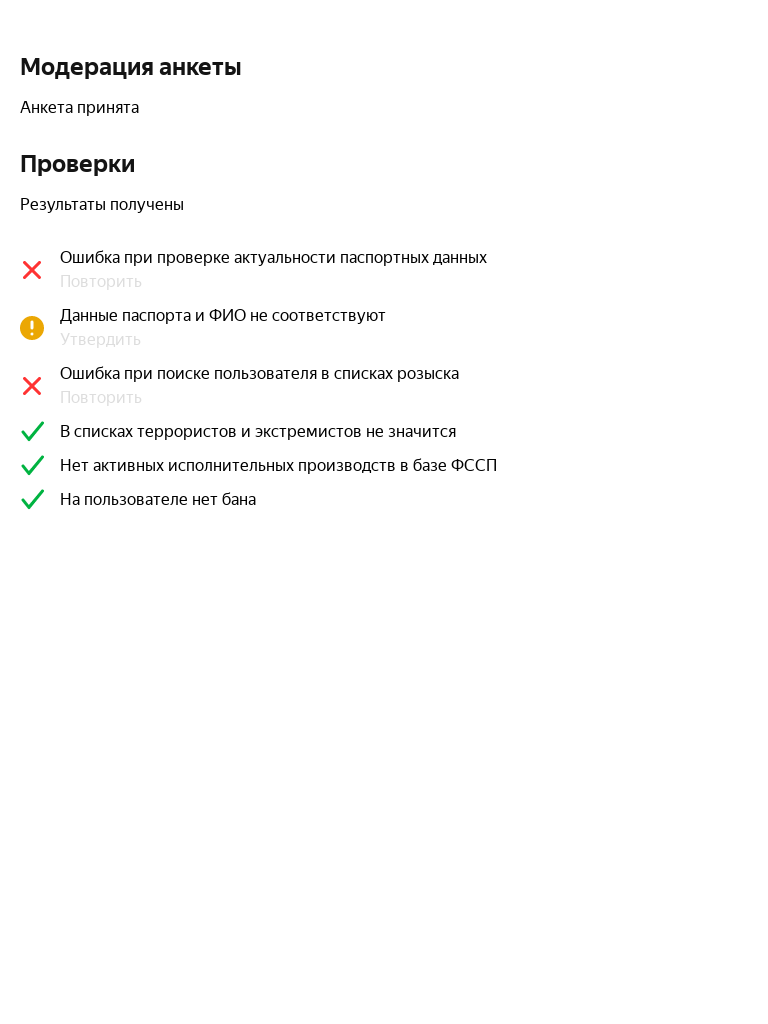 Модерация анкеты
Анкета принята
Проверки
Результаты получены
Ошибка при проверке актуальности паспортных данных
Повторить
Данные паспорта и ФИО не соответствуют
Утвердить
Ошибка при поиске пользователя в списках розыска
Повторить
В списках террористов и экстремистов не значится
Нет активных исполнительных производств в базе ФССП
На пользователе нет бана